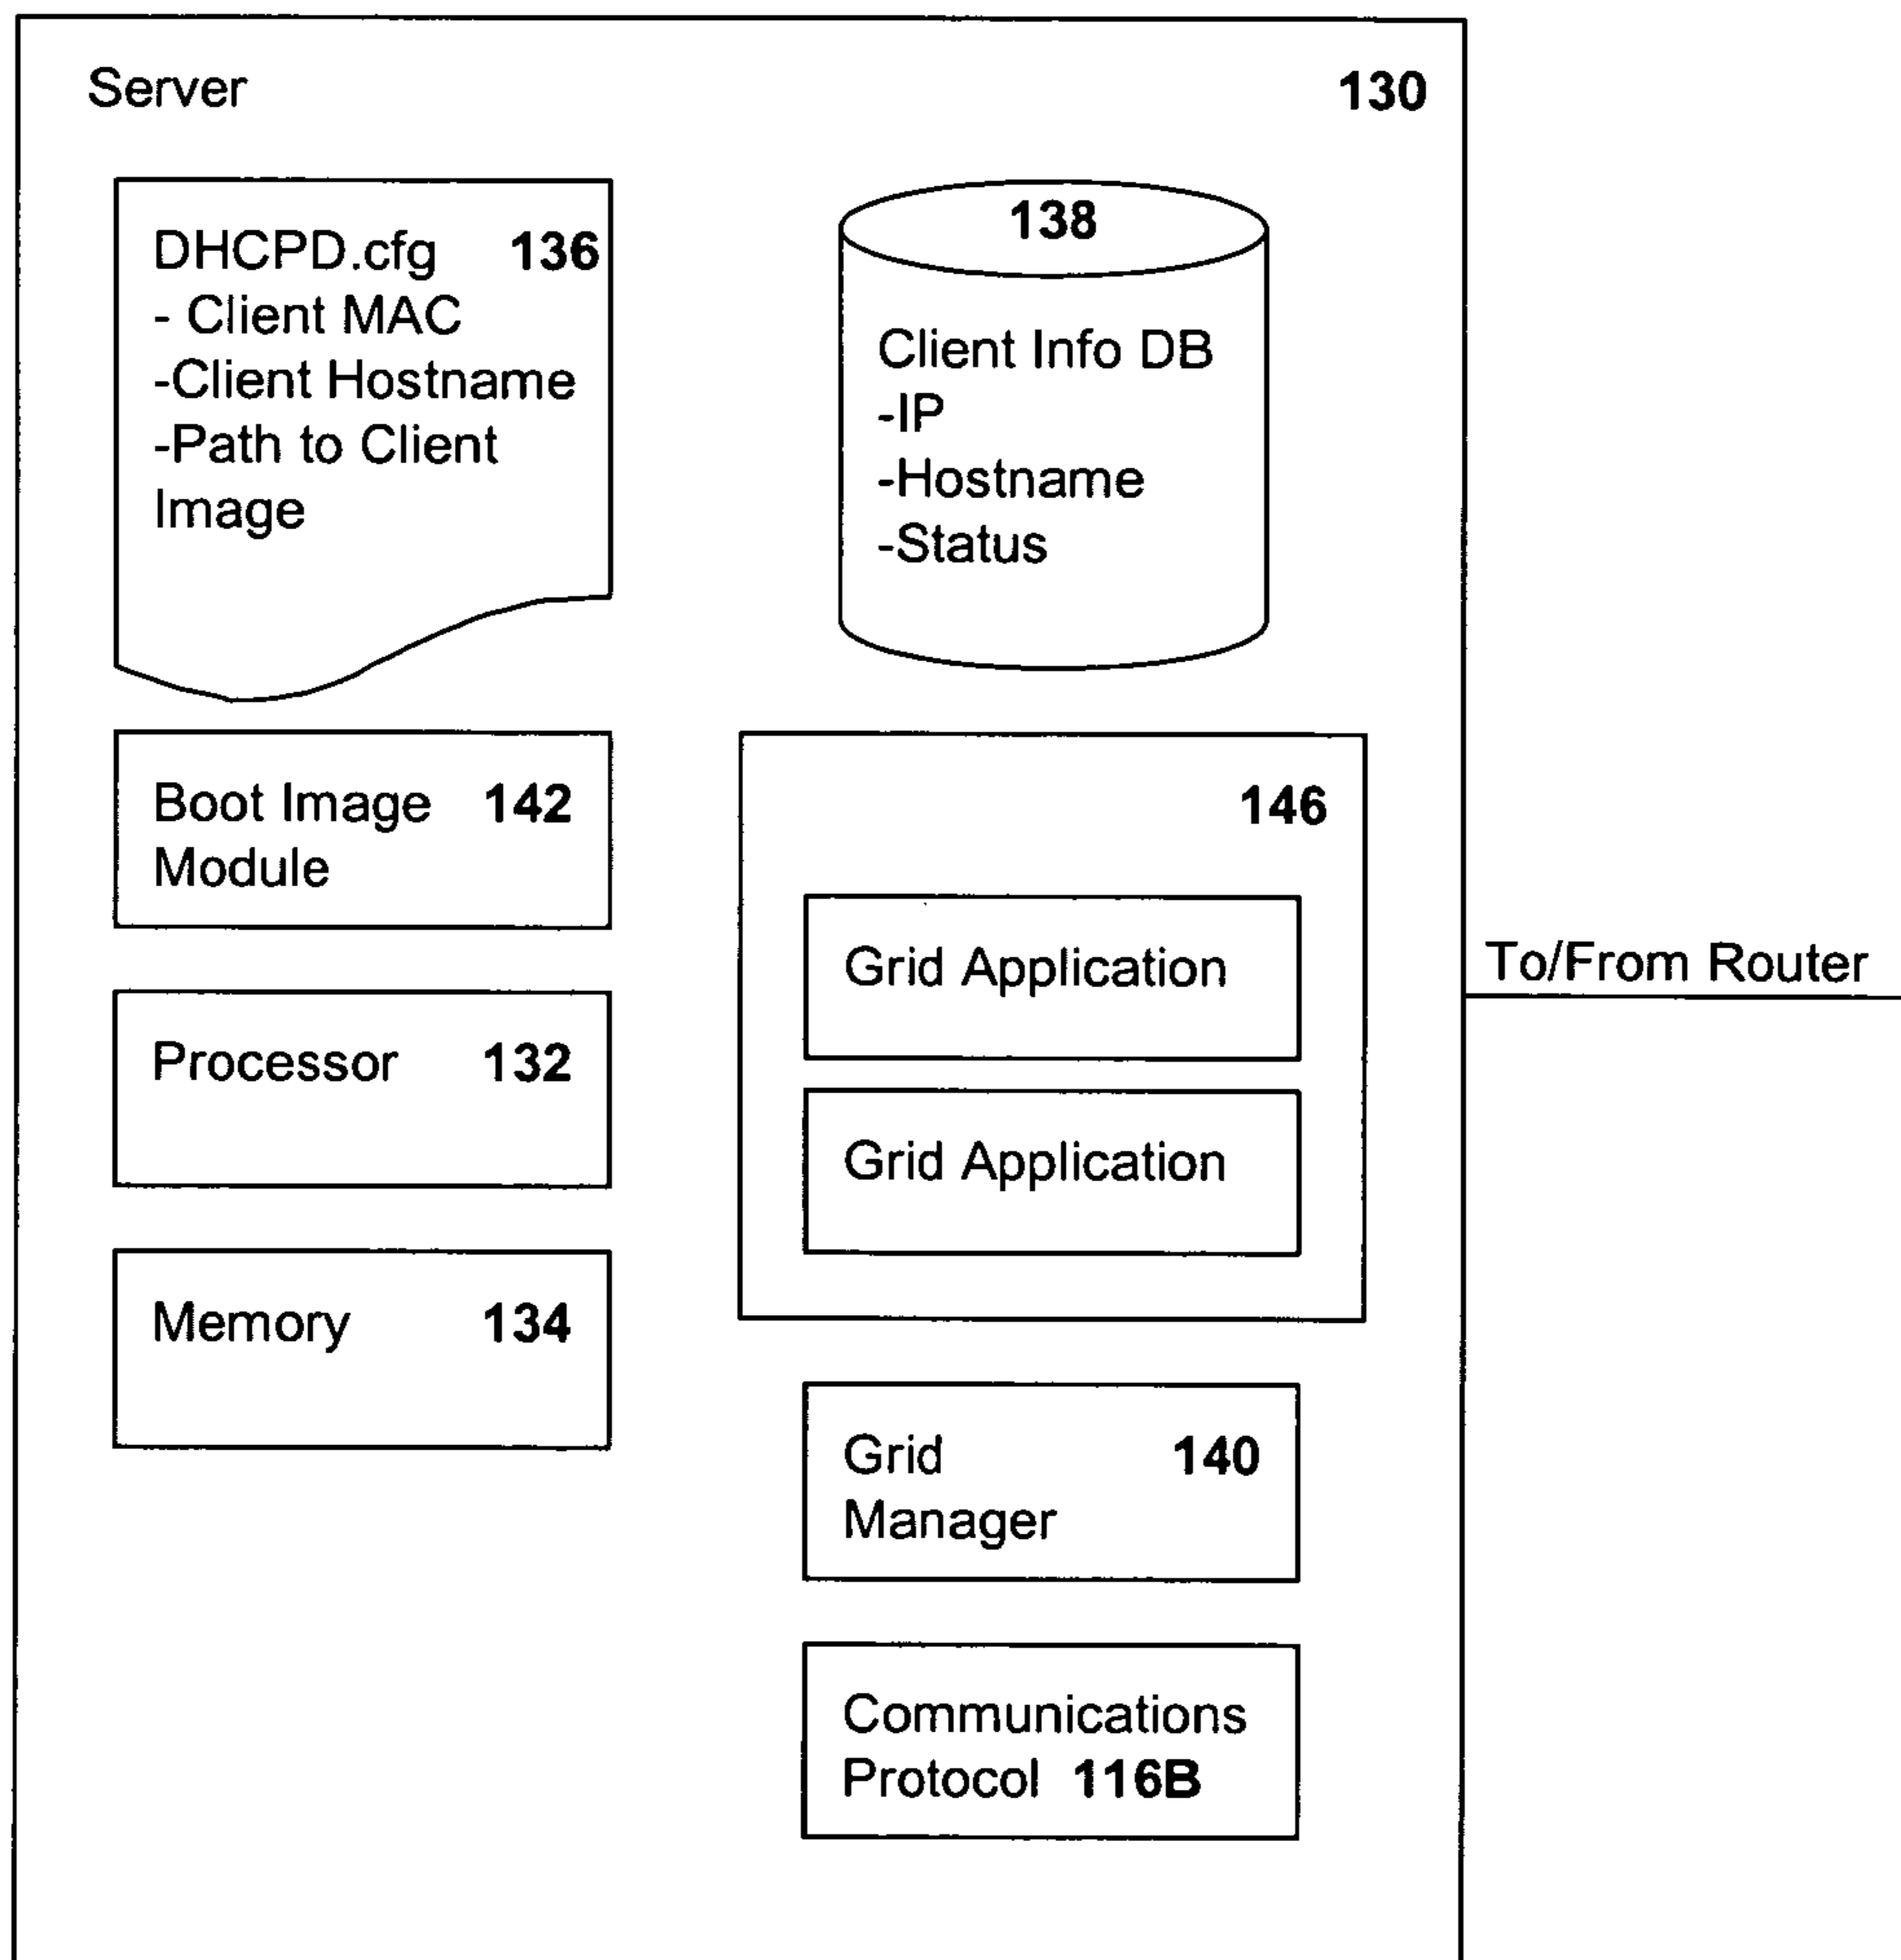 Server 130
DHCPD.cfg 136
- Client MAC
-Client Hostname
-Path to Client
Image
138
Client Info DB
-IP
-Hostname
-Status
Boot Image 142
Module
146
Grid Application
Grid Application
To/From Router
Processor 132
Memory 134
Grid 140
Manager
Communications
Protocol 116B